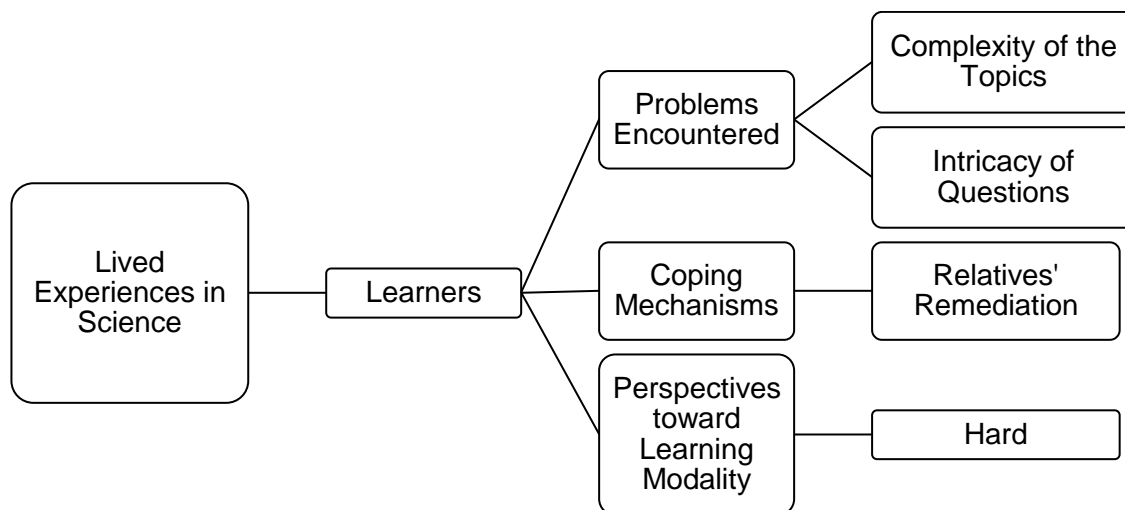 Lived
Experiences in
Science
Learners
Problems
Encountered
Complexity of the
Topics
Intricacy of
Questions
Coping
Mechanisms
Relatives'
Remediation
Perspectives
toward
Learning
Modality
Hard